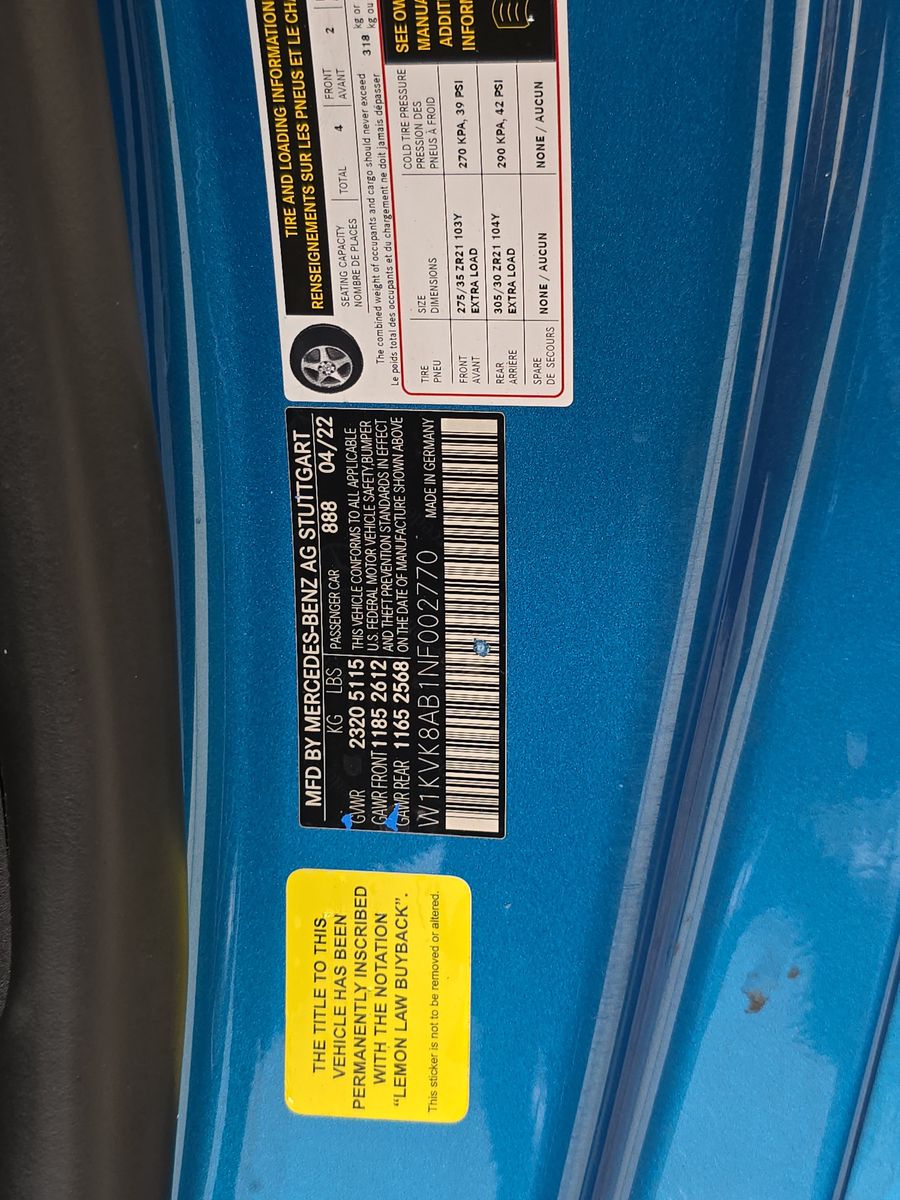 TIRE AND LOADING INFORMATION
RENSEIGNEMENTS SUR LES PNEUS ET LE
SEATING CAPACITY TOTAL 4 FRONT 2
NOMBRE DE PLACES AVANT
The combined weight of occupants and cargo should never exceed 318 kg or
Le poids total des occupants et du chargement ne doit jamais dépasser kg ou
TIRE SIZE COLD TIRE PRESSURE
PNEU DIMENSIONS PRESSION DES
PNEUS À FROID
FRONT 275/35 ZR21 103Y 270 KPA, 39 PSI
AVANT EXTRA LOAD
REAR 305/30 ZR21 104Y 290 KPA, 42 PSI
ARRIÈRE EXTRA LOAD
SPARE NONE / AUCUN NONE / AUCUN
DE SECOURS
SEE
MFD BY MERCEDES-BENZ AG STUTTGART
KG LBS PASSENGER CAR 888 04/22
GVWR 2320 5115 THIS VEHICLE CONFORMS TO ALL APPLICABLE
GAWR FRONT 1185 2612 U.S. FEDERAL MOTOR VEHICLE SAFETY, BUMPER
GAWR REAR 1165 2568 AND THEFT PREVENTION STANDARDS IN EFFECT
ON THE DATE OF MANUFACTURE SHOWN ABOVE
W1KVK8AB1NF002770 MADE IN GERMANY
THE TITLE TO THIS
VEHICLE HAS BEEN
PERMANENTLY INSCRIBED
WITH THE NOTATION
“LEMON LAW BUYBACK”.
This sticker is not to be removed or altered.